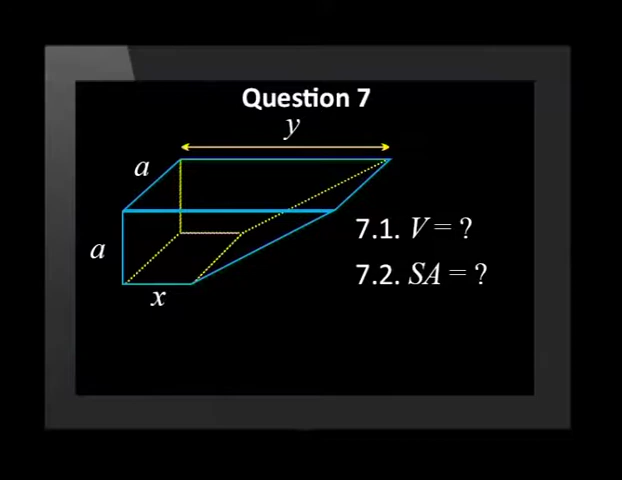 Question 7
y
a
a
x
7.1. V = ?
7.2. SA = ?